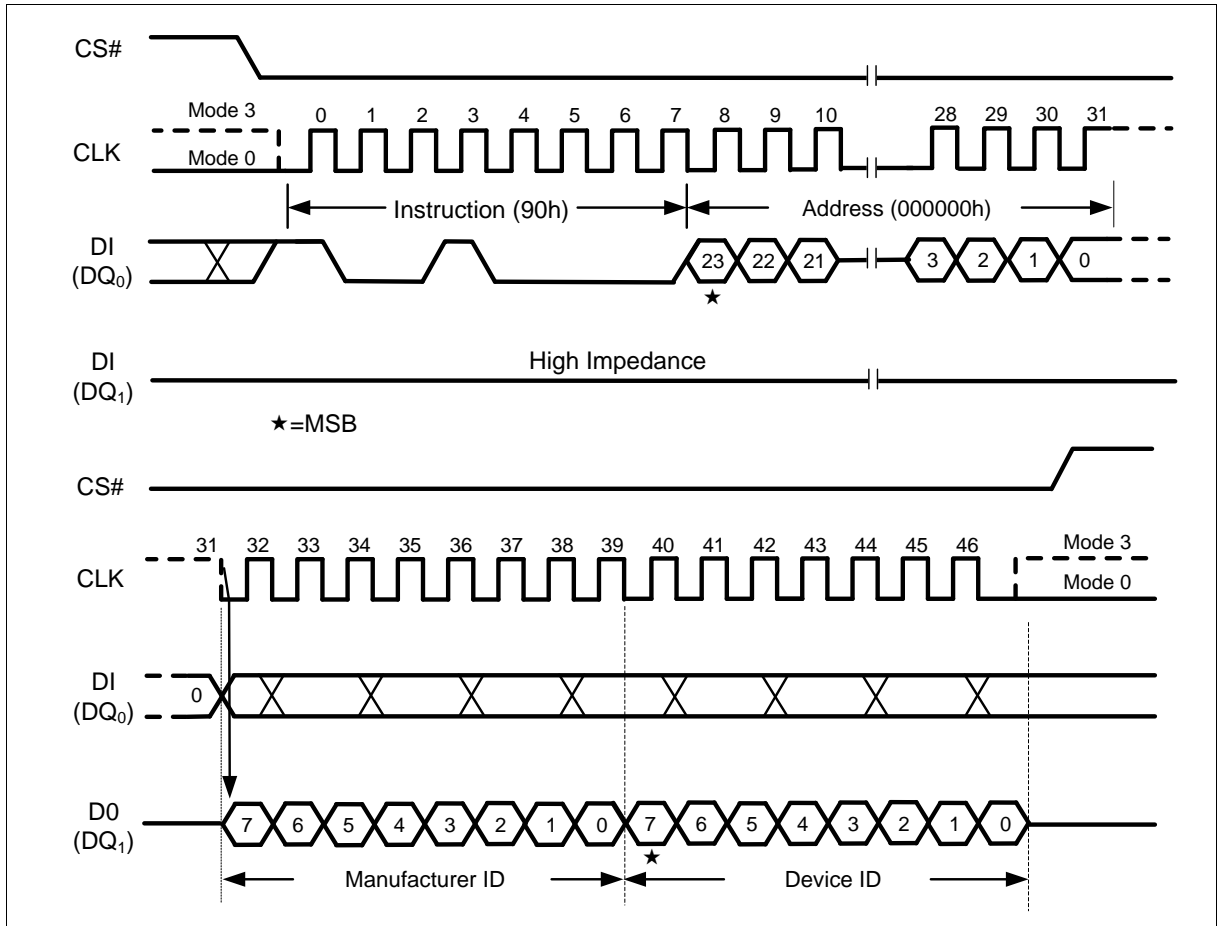 CS#
Mode 3
0 1 2 3 4 5 6 7 8 9 10 28 29 30 31
CLK
Mode 0
Instruction (90h) Address (000000h)
DI
(DQ0)
23 22 21 3 2 1 0
★
DI
(DQ1)
High Impedance
★=MSB
CS#
31 32 33 34 35 36 37 38 39 40 41 42 43 44 45 46 Mode 3
CLK
Mode 0
DI
(DQ0)
0
D0
(DQ1)
7 6 5 4 3 2 1 0 7 6 5 4 3 2 1 0
★
Manufacturer ID Device ID